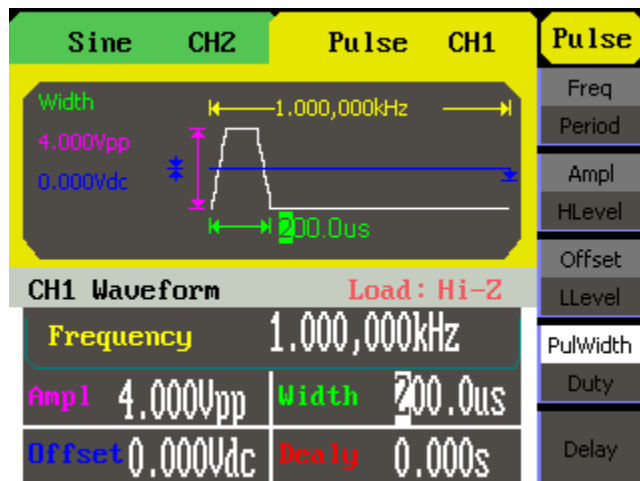 Sine CH2 Pulse CH1 Pulse
Width
1.000,000kHz
4.000Vpp
0.000Vdc
200.0us
Freq
Period
Ampl
HLevel
Offset
LLevel
PulWidth
Duty
Delay
CH1 Waveform Load: Hi-Z
Frequency 1.000,000kHz
Ampl 4.000Vpp Width 200.0us
Offset 0.000Vdc Dealy 0.000s